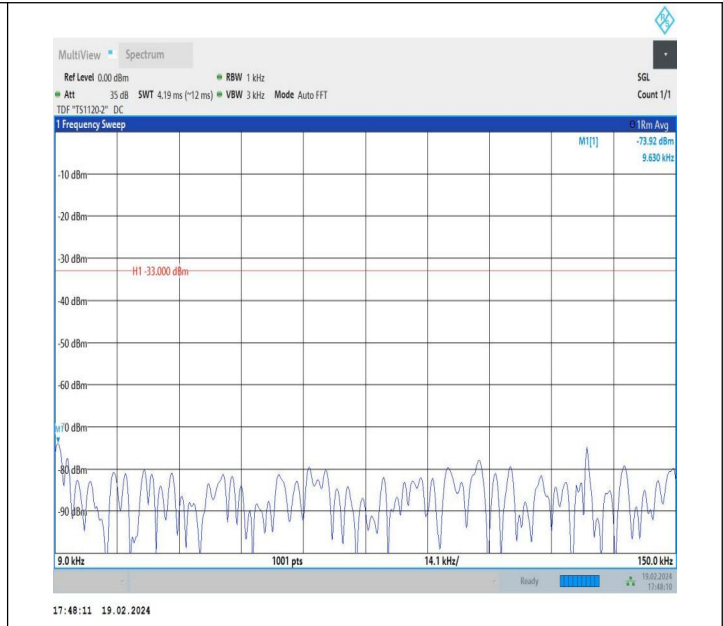 R S
MultiView Spectrum
Ref Level 0.00 dBm RBW 1 kHz SGL
Att 35 dB SWT 4.19 ms (~12 ms) VBW 3 kHz Mode Auto FFT Count 1/1
TDF "TS1120-2" DC
1 Frequency Sweep 1Rm Avg
M1[1] -73.92 dBm
9.630 kHz
-10 dBm
-20 dBm
-30 dBm
H1 -33.000 dBm
-40 dBm
-50 dBm
-60 dBm
M1
-70 dBm
-80 dBm
-90 dBm
9.0 kHz 1001 pts 14.1 kHz/ 150.0 kHz
Ready 19.02.2024
17:48:10
17:48:11 19.02.2024